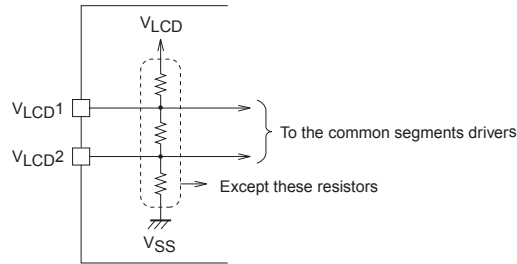 VLCD
VLCD1
To the common segments drivers
VLCD2
Except these resistors
VSS